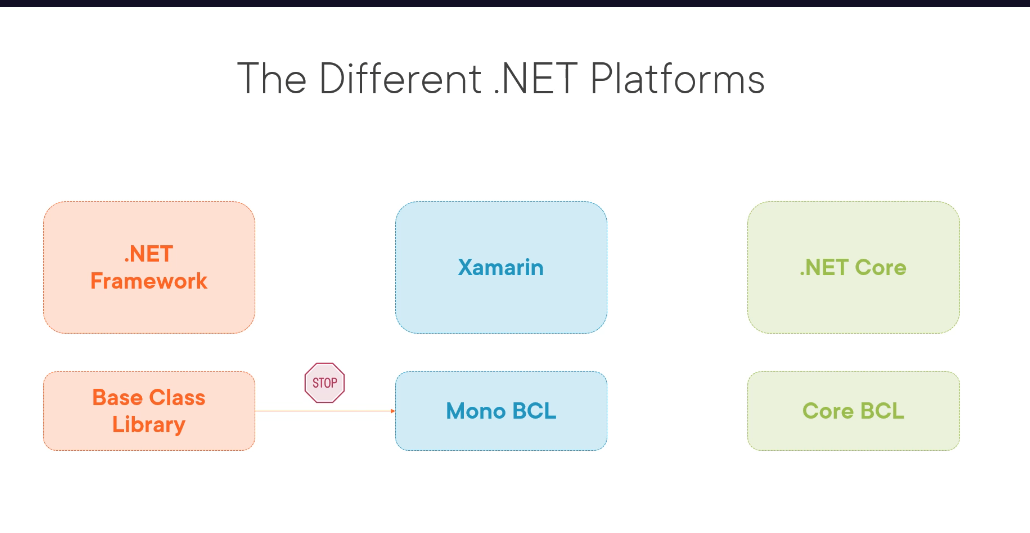 The Different .NET Platforms
.NET
Framework
Xamarin
.NET Core
Base Class
Library
STOP
Mono BCL
Core BCL